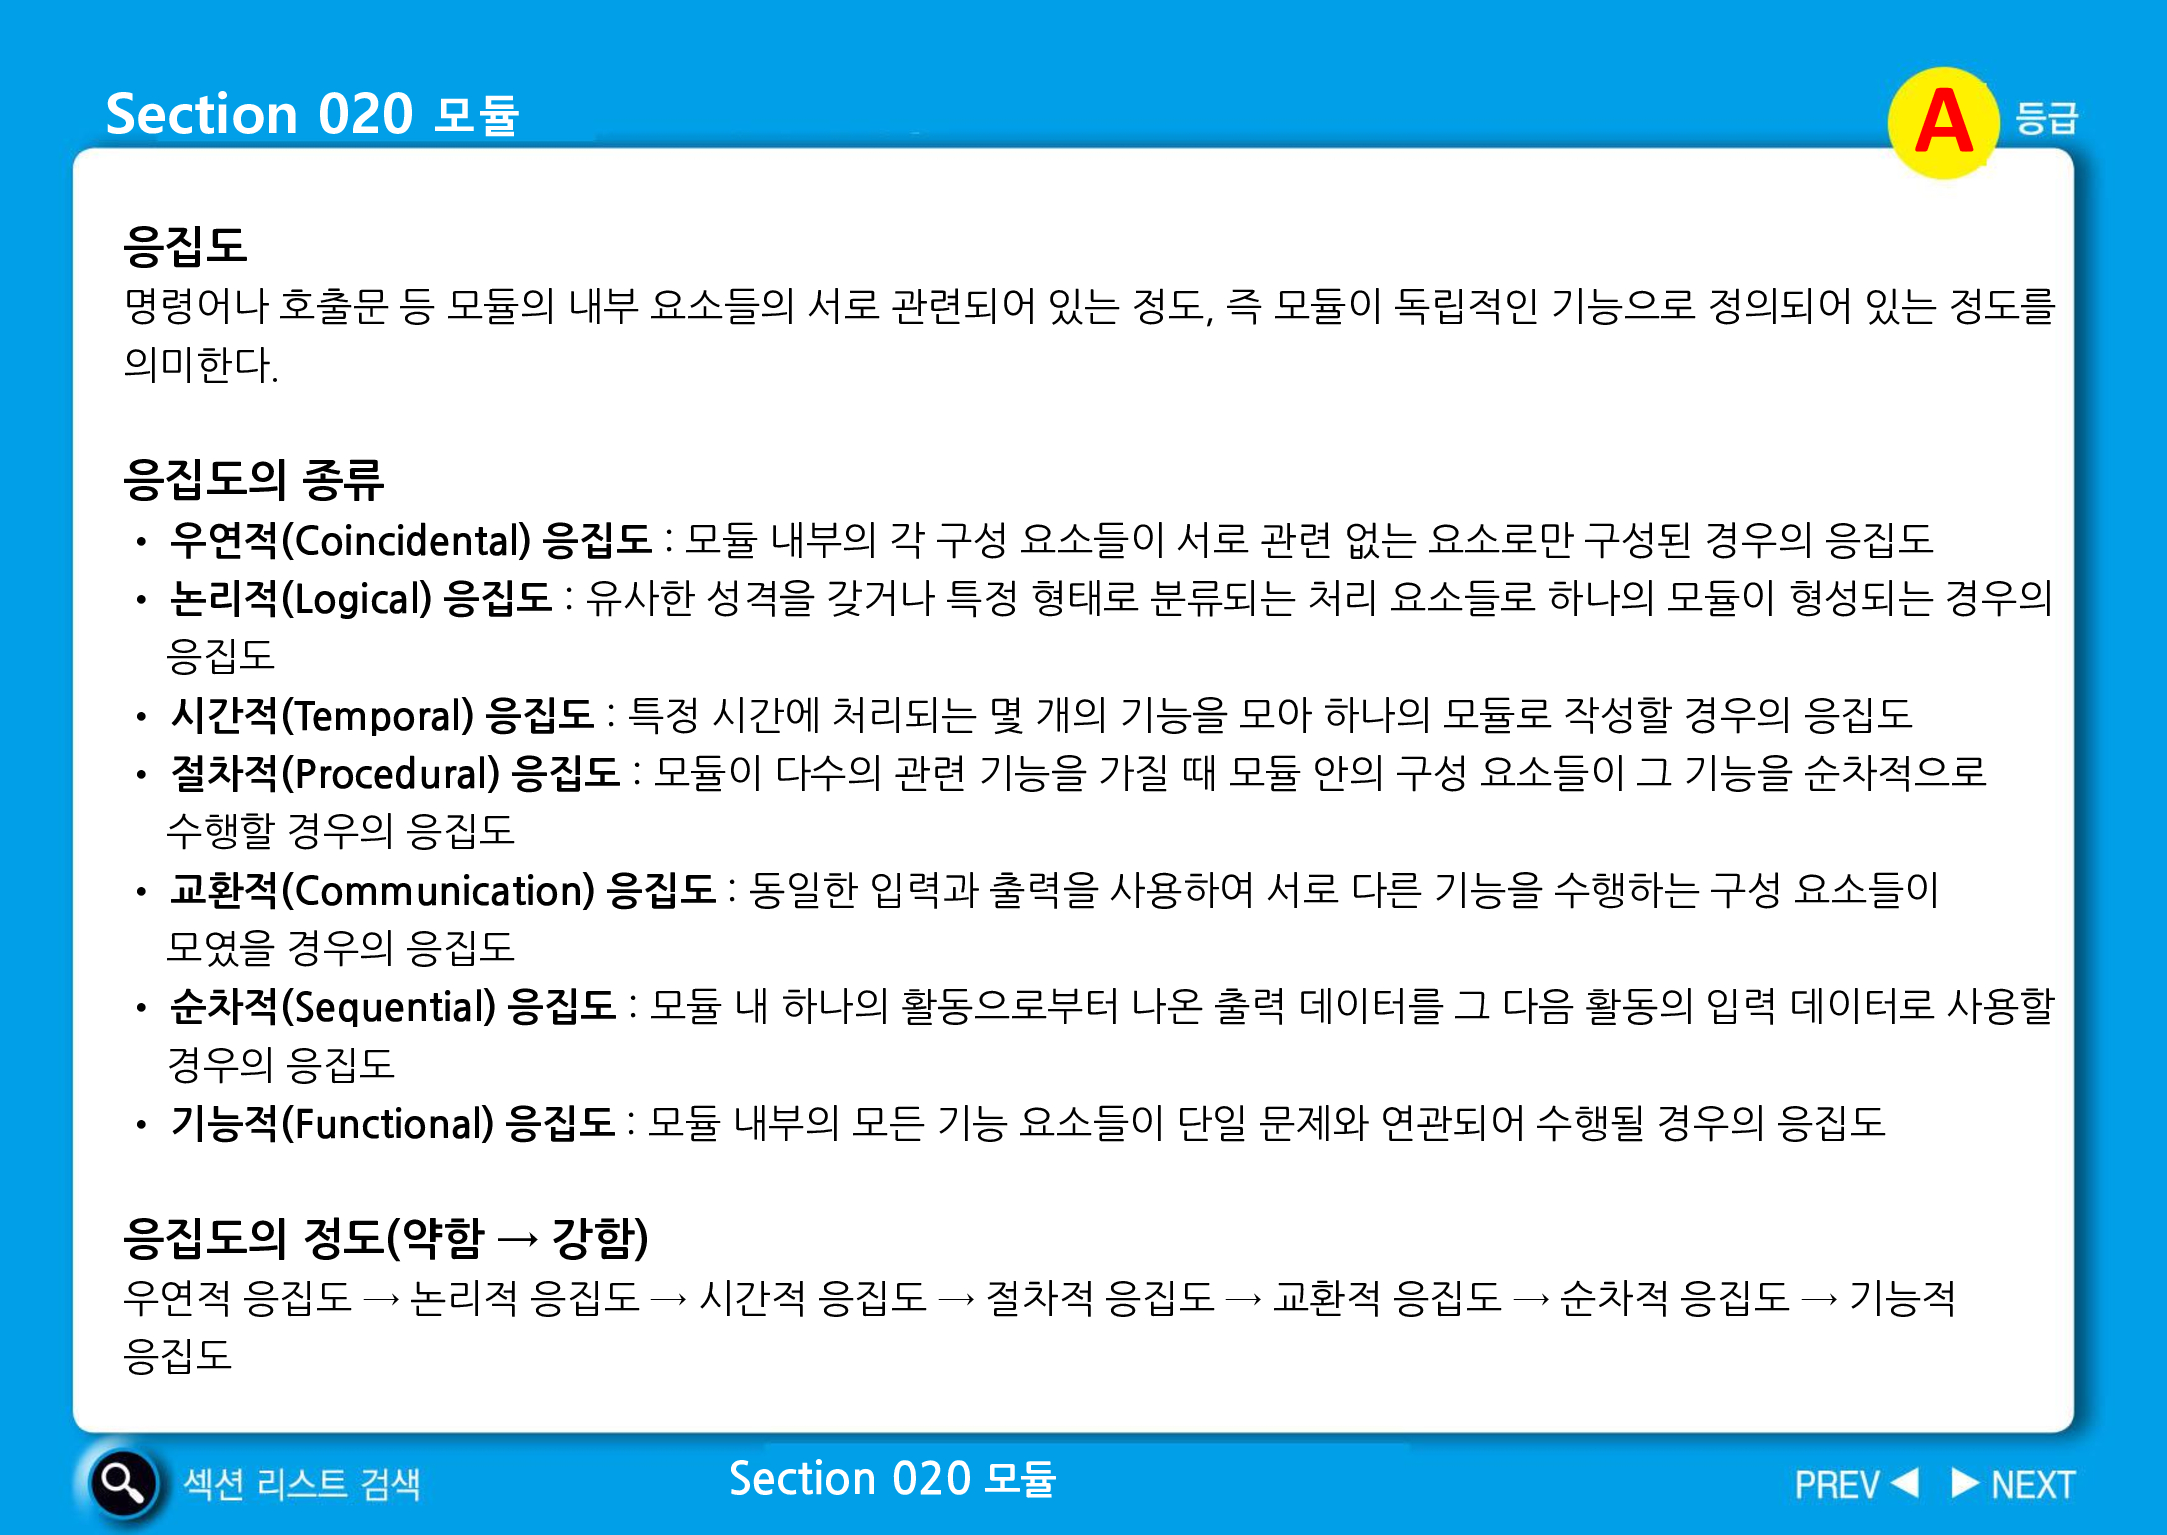 Section 020 모듈
A 등급
응집도
명령어나 호출문 등 모듈의 내부 요소들의 서로 관련되어 있는 정도, 즉 모듈이 독립적인 기능으로 정의되어 있는 정도를
의미한다.
응집도의 종류
• 우연적(Coincidental) 응집도 : 모듈 내부의 각 구성 요소들이 서로 관련 없는 요소로만 구성된 경우의 응집도
• 논리적(Logical) 응집도 : 유사한 성격을 갖거나 특정 형태로 분류되는 처리 요소들로 하나의 모듈이 형성되는 경우의
응집도
• 시간적(Temporal) 응집도 : 특정 시간에 처리되는 몇 개의 기능을 모아 하나의 모듈로 작성할 경우의 응집도
• 절차적(Procedural) 응집도 : 모듈이 다수의 관련 기능을 가질 때 모듈 안의 구성 요소들이 그 기능을 순차적으로
수행할 경우의 응집도
• 교환적(Communication) 응집도 : 동일한 입력과 출력을 사용하여 서로 다른 기능을 수행하는 구성 요소들이
모였을 경우의 응집도
• 순차적(Sequential) 응집도 : 모듈 내 하나의 활동으로부터 나온 출력 데이터를 그 다음 활동의 입력 데이터로 사용할
경우의 응집도
• 기능적(Functional) 응집도 : 모듈 내부의 모든 기능 요소들이 단일 문제와 연관되어 수행될 경우의 응집도
응집도의 정도(약함 → 강함)
우연적 응집도 → 논리적 응집도 → 시간적 응집도 → 절차적 응집도 → 교환적 응집도 → 순차적 응집도 → 기능적
응집도
섹션 리스트 검색
Section 020 모듈
PREV ◀ ▶ NEXT